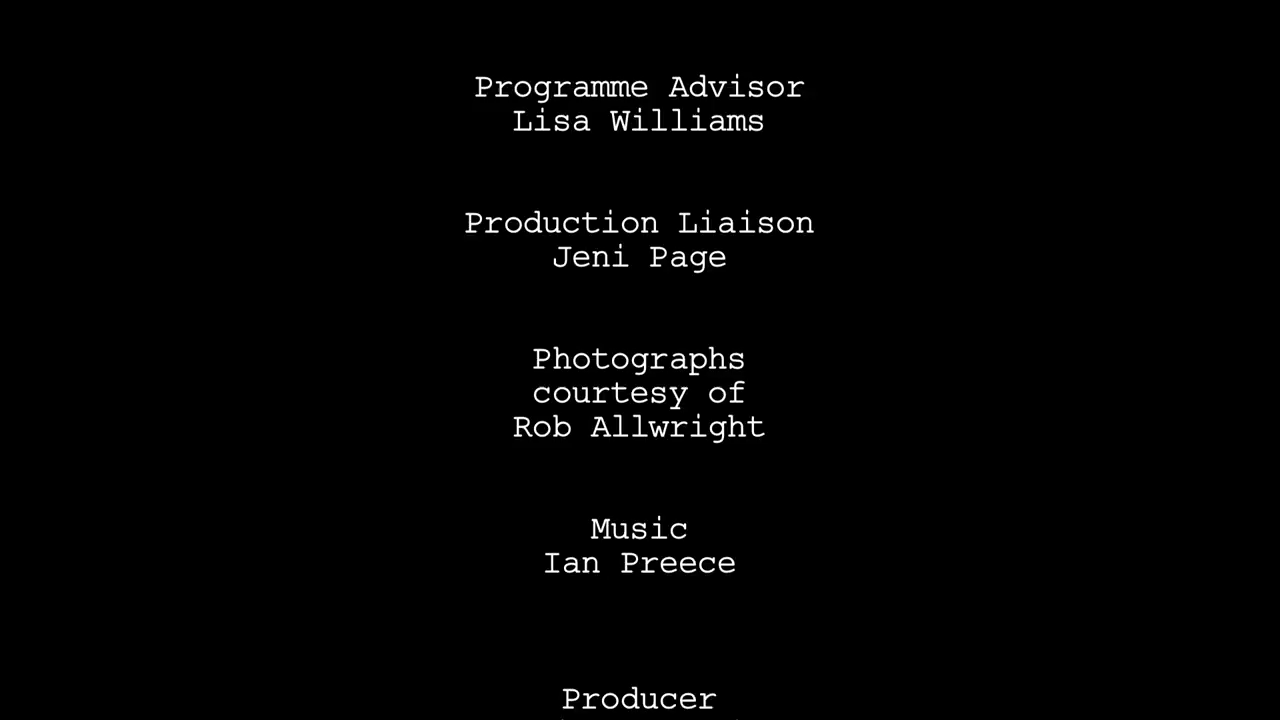 Programme Advisor
Lisa Williams
Production Liaison
Jeni Page
Photographs
courtesy of
Rob Allwright
Music
Ian Preece
Producer